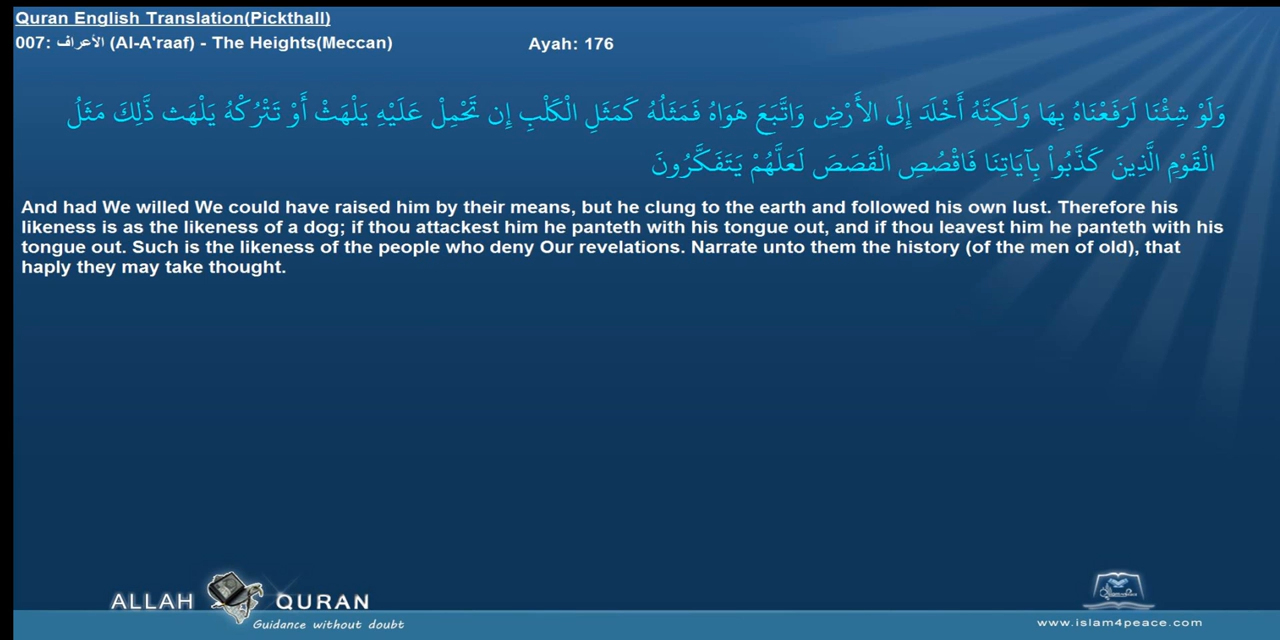 Quran English Translation(Pickthall)
007: الأعراف (Al-A'raaf) - The Heights(Meccan) Ayah: 176
وَلَوْ شِئْنَا لَرَفَعْنَاهُ بِهَا وَلَكِنَّهُ أَخْلَدَ إِلَى الأَرْضِ وَاتَّبَعَ هَوَاهُ فَمَثَلُهُ كَمَثَلِ الْكَلْبِ إِن تَحْمِلْ عَلَيْهِ يَلْهَثْ أَوْ تَتْرُكْهُ يَلْهَث ذَّلِكَ مَثَلُ
الْقَوْمِ الَّذِينَ كَذَّبُواْ بِآيَاتِنَا فَاقْصُصِ الْقَصَصَ لَعَلَّهُمْ يَتَفَكَّرُونَ
And had We willed We could have raised him by their means, but he clung to the earth and followed his own lust. Therefore his
likeness is as the likeness of a dog; if thou attackest him he panteth with his tongue out, and if thou leavest him he panteth with his
tongue out. Such is the likeness of the people who deny Our revelations. Narrate unto them the history (of the men of old), that
haply they may take thought.
ALLAH QURAN
Guidance without doubt
www.islam4peace.com